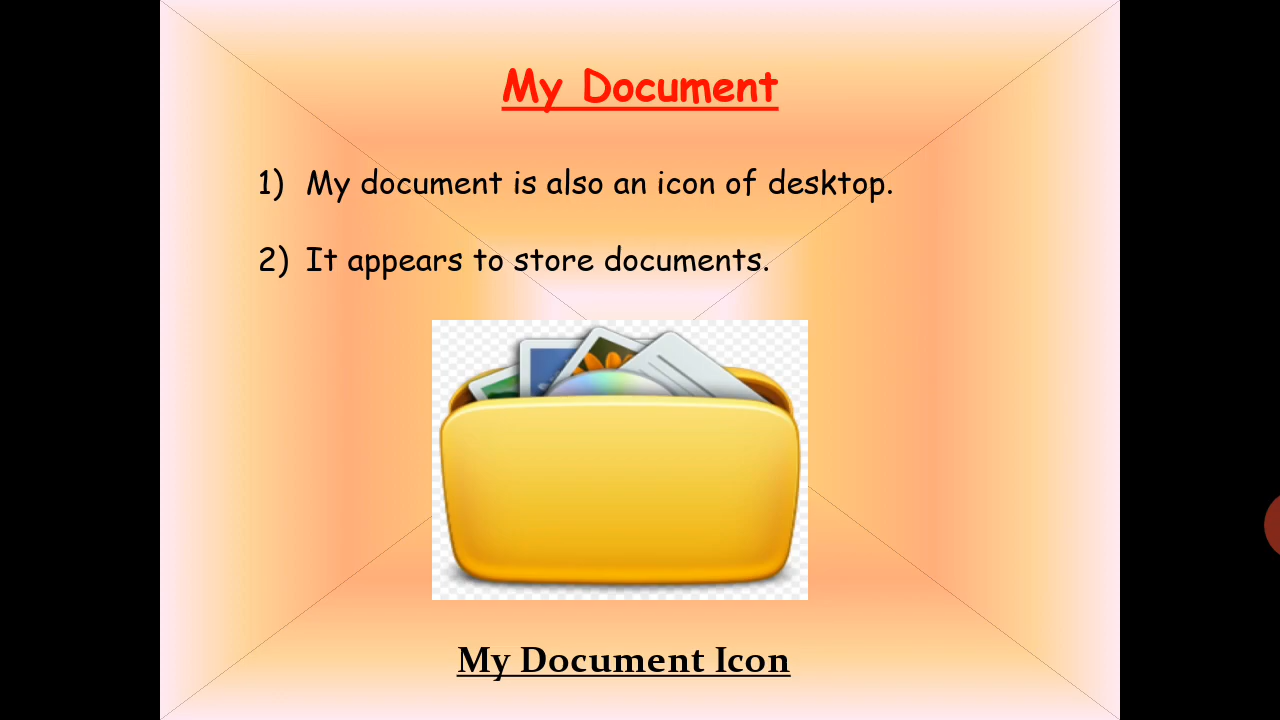 My Document
1) My document is also an icon of desktop.
2) It appears to store documents.
My Document Icon